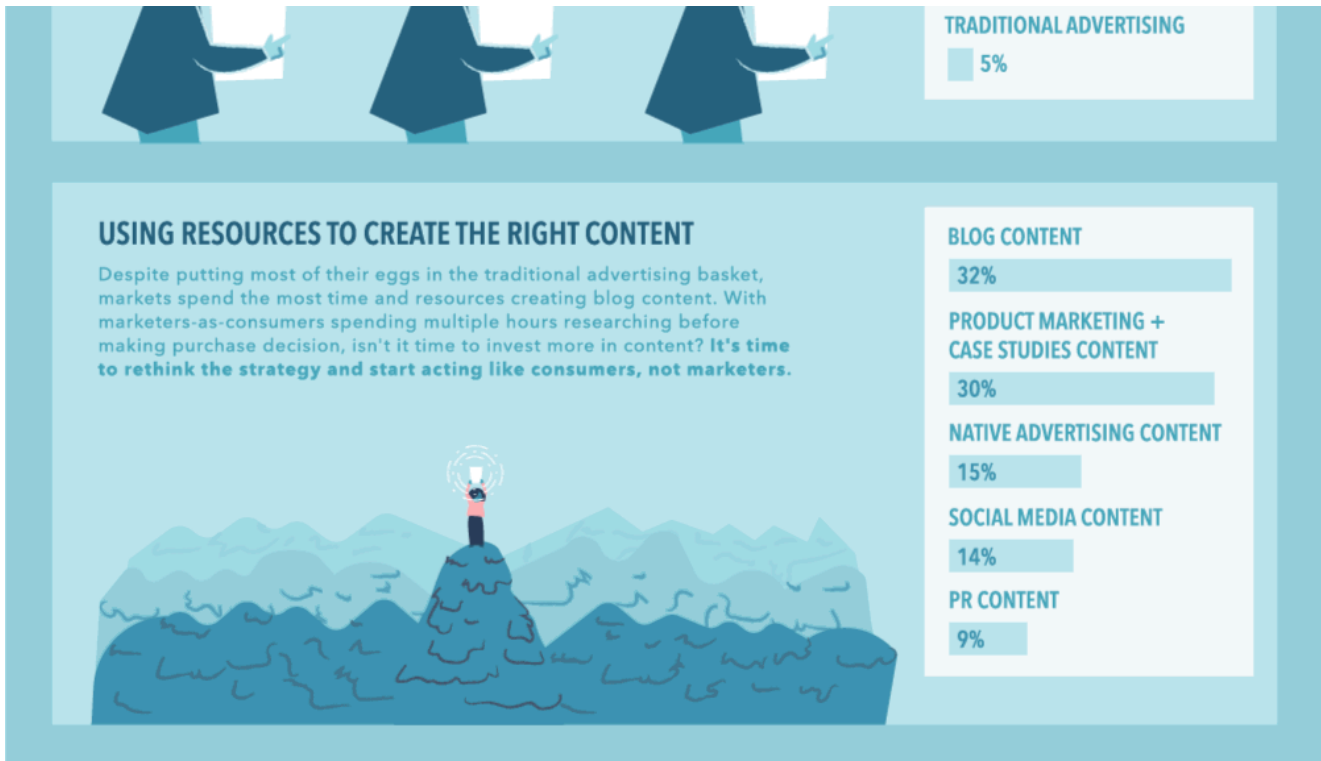 TRADITIONAL ADVERTISING
5%
USING RESOURCES TO CREATE THE RIGHT CONTENT
Despite putting most of their eggs in the traditional advertising basket,
markets spend the most time and resources creating blog content. With
marketers-as-consumers spending multiple hours researching before
making purchase decision, isn't it time to invest more in content? It's time
to rethink the strategy and start acting like consumers, not marketers.
BLOG CONTENT
32%
PRODUCT MARKETING +
CASE STUDIES CONTENT
30%
NATIVE ADVERTISING CONTENT
15%
SOCIAL MEDIA CONTENT
14%
PR CONTENT
9%